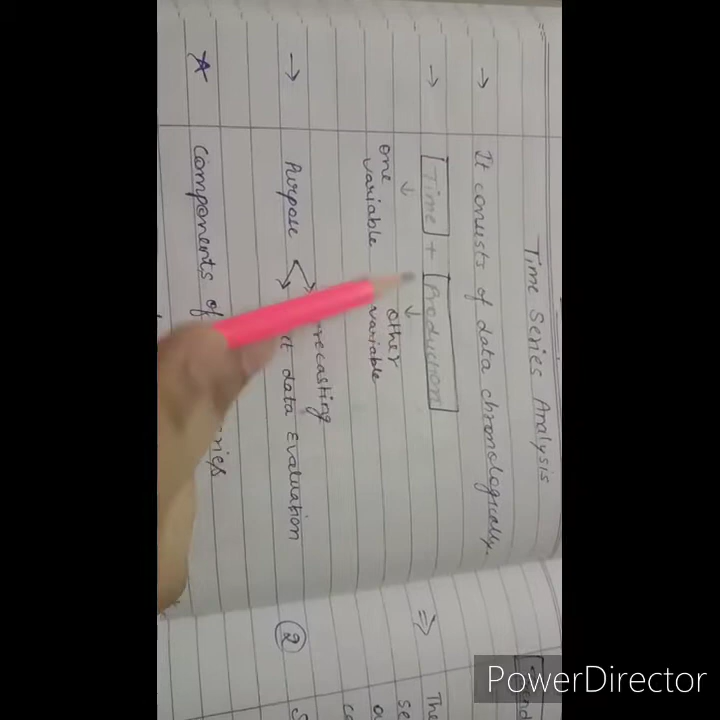 Time Series Analysis
→ It consists of data chronologically.
→ [Time] + [Production]
↓ ↓
one other
variable variable
→ Purpose data Evaluation
☆ Components of
⇒ The
②
PowerDirector